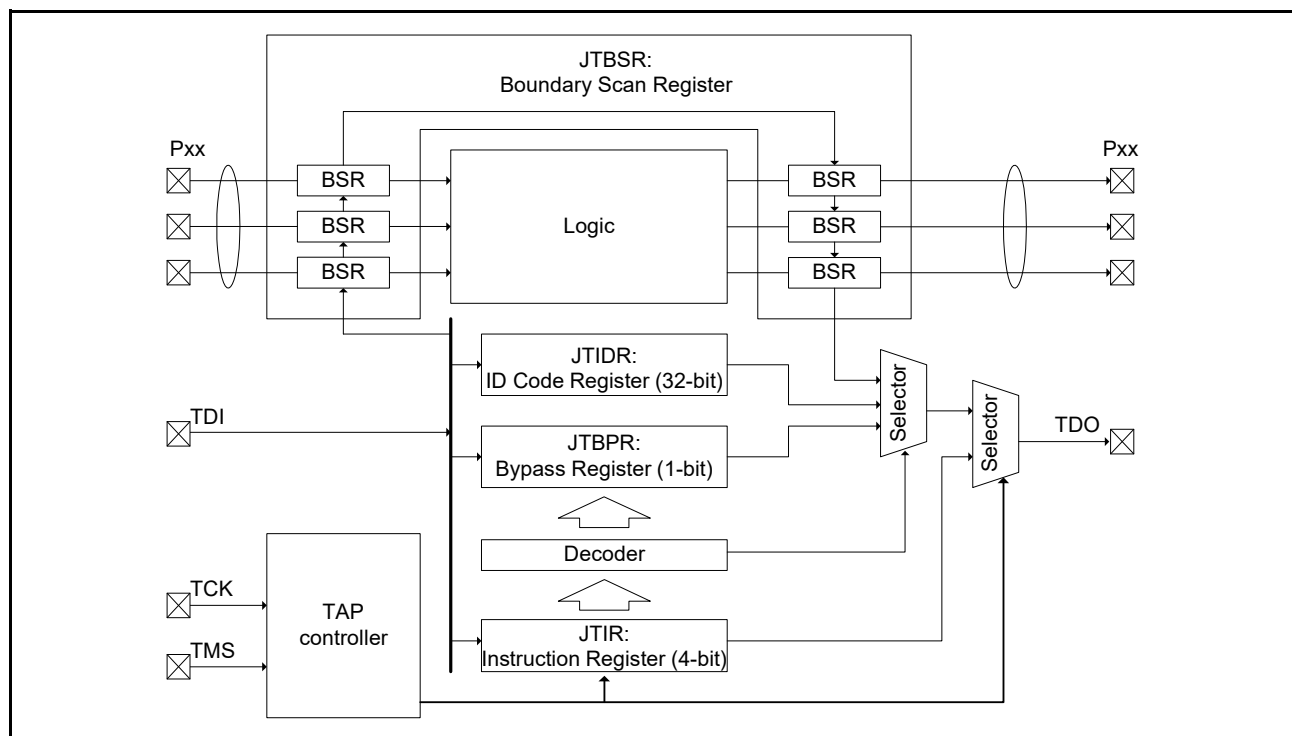 JTBSR:
Boundary Scan Register
Pxx
Pxx
BSR
BSR
BSR
BSR
Logic
BSR
BSR
JTIDR:
ID Code Register (32-bit)
TDI
JTBPR:
Bypass Register (1-bit)
Selector
Selector
TDO
Decoder
TCK
TAP
controller
TMS
JTIR:
Instruction Register (4-bit)